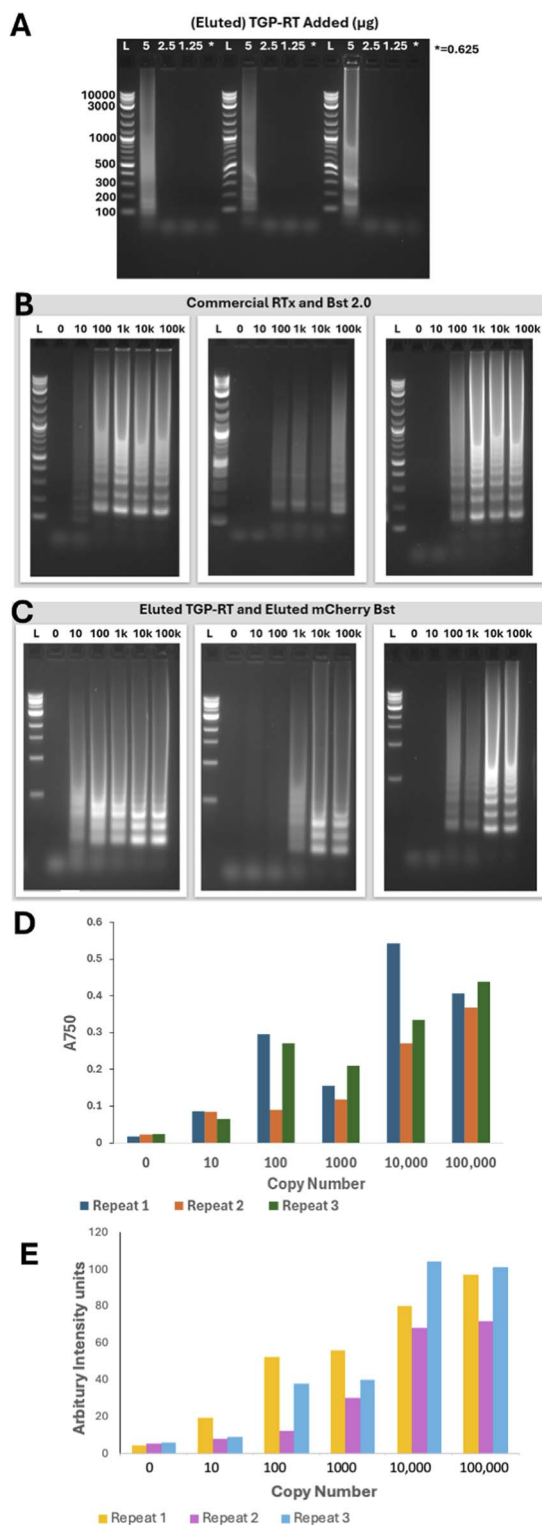 A
(Eluted) TGP-RT Added (µg)
L 5 2.5 1.25 * L 5 2.5 1.25 * L 5 2.5 1.25 * *=0.625
10000
3000
1000
500
300
200
100
B
Commercial RTx and Bst 2.0
L 0 10 100 1k 10k 100k L 0 10 100 1k 10k 100k L 0 10 100 1k 10k 100k
C
Eluted TGP-RT and Eluted mCherry Bst
L 0 10 100 1k 10k 100k L 0 10 100 1k 10k 100k L 0 10 100 1k 10k 100k
D
0.6
0.5
0.4
0.3
0.2
0.1
0
A750
0 10 100 1000 10,000 100,000
Copy Number
Repeat 1 Repeat 2 Repeat 3
E
120
100
80
60
40
20
0
Arbitury Intensity units
0 10 100 1000 10,000 100,000
Copy Number
Repeat 1 Repeat 2 Repeat 3